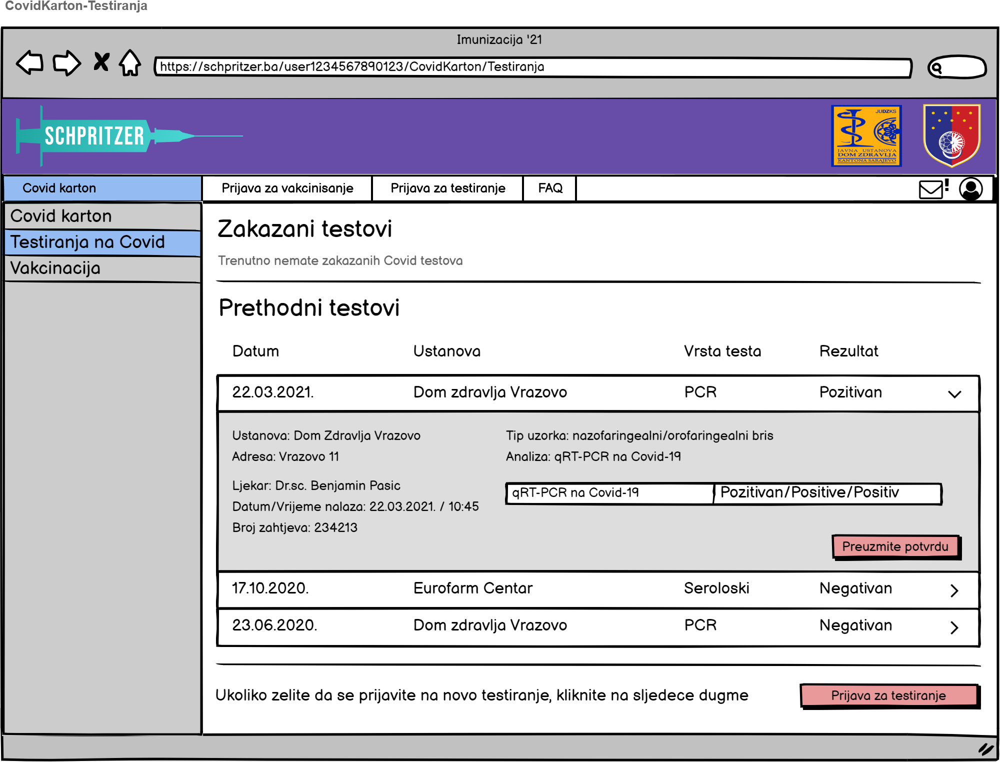 CovidKarton-Testiranja
Imunizacija '21
https://schpritzer.ba/user1234567890123/CovidKarton/Testiranja
SCHPRITZER
JUDZKS
JAVNA USTANOVA
DOM ZDRAVLJA
KANTONA SARAJEVO
Covid karton
Prijava za vakcinisanje
Prijava za testiranje
FAQ
!
Covid karton
Testiranja na Covid
Vakcinacija
Zakazani testovi
Trenutno nemate zakazanih Covid testova
Prethodni testovi
Datum Ustanova Vrsta testa Rezultat
22.03.2021. Dom zdravlja Vrazovo PCR Pozitivan
Ustanova: Dom Zdravlja Vrazovo
Adresa: Vrazovo 11
Ljekar: Dr.sc. Benjamin Pasic
Datum/Vrijeme nalaza: 22.03.2021. / 10:45
Broj zahtjeva: 234213
Tip uzorka: nazofaringealni/orofaringealni bris
Analiza: qRT-PCR na Covid-19
qRT-PCR na Covid-19 Pozitivan/Positive/Positiv
Preuzmite potvrdu
17.10.2020. Eurofarm Centar Seroloski Negativan
23.06.2020. Dom zdravlja Vrazovo PCR Negativan
Ukoliko zelite da se prijavite na novo testiranje, kliknite na sljedece dugme
Prijava za testiranje